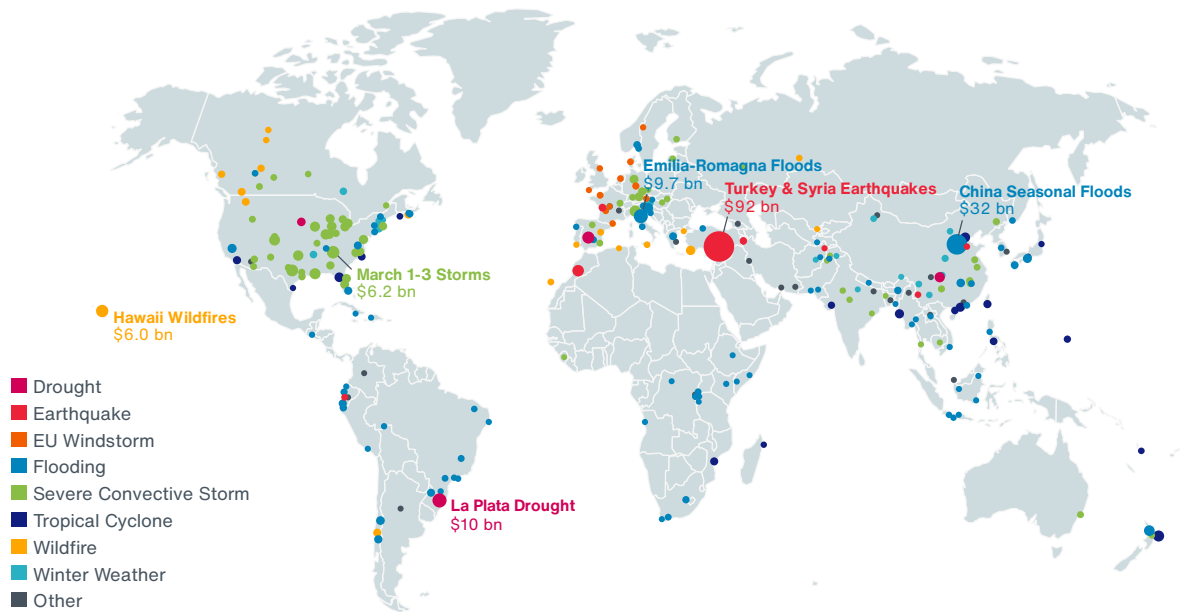 Emilia-Romagna Floods
$9.7 bn
Turkey & Syria Earthquakes
$92 bn
China Seasonal Floods
$32 bn
March 1-3 Storms
$6.2 bn
Hawaii Wildfires
$6.0 bn
La Plata Drought
$10 bn
Drought
Earthquake
EU Windstorm
Flooding
Severe Convective Storm
Tropical Cyclone
Wildfire
Winter Weather
Other